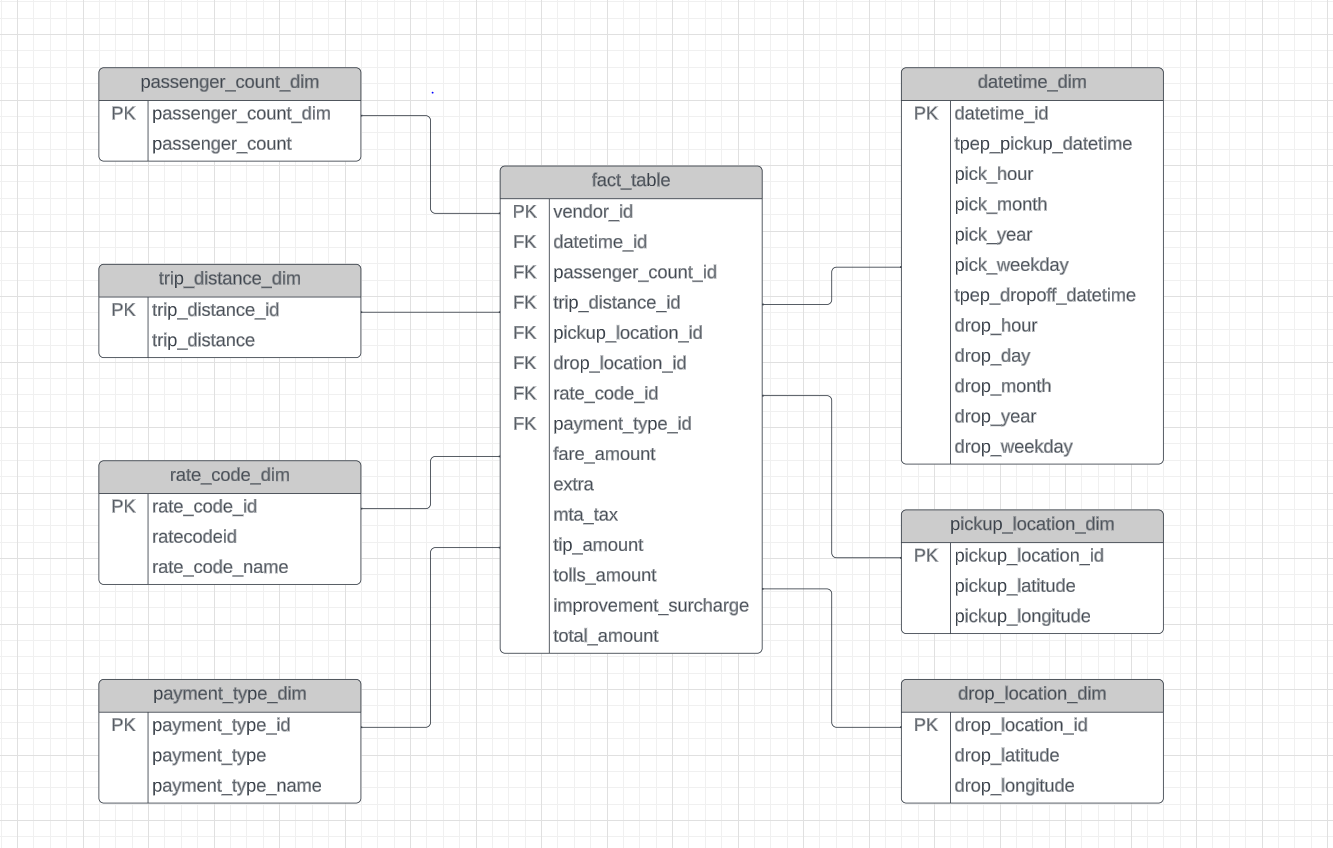 passenger_count_dim
PK passenger_count_dim
passenger_count
trip_distance_dim
PK trip_distance_id
trip_distance
rate_code_dim
PK rate_code_id
ratecodeid
rate_code_name
payment_type_dim
PK payment_type_id
payment_type
payment_type_name
fact_table
PK vendor_id
FK datetime_id
FK passenger_count_id
FK trip_distance_id
FK pickup_location_id
FK drop_location_id
FK rate_code_id
FK payment_type_id
fare_amount
extra
mta_tax
tip_amount
tolls_amount
improvement_surcharge
total_amount
datetime_dim
PK datetime_id
tpep_pickup_datetime
pick_hour
pick_month
pick_year
pick_weekday
tpep_dropoff_datetime
drop_hour
drop_day
drop_month
drop_year
drop_weekday
pickup_location_dim
PK pickup_location_id
pickup_latitude
pickup_longitude
drop_location_dim
PK drop_location_id
drop_latitude
drop_longitude